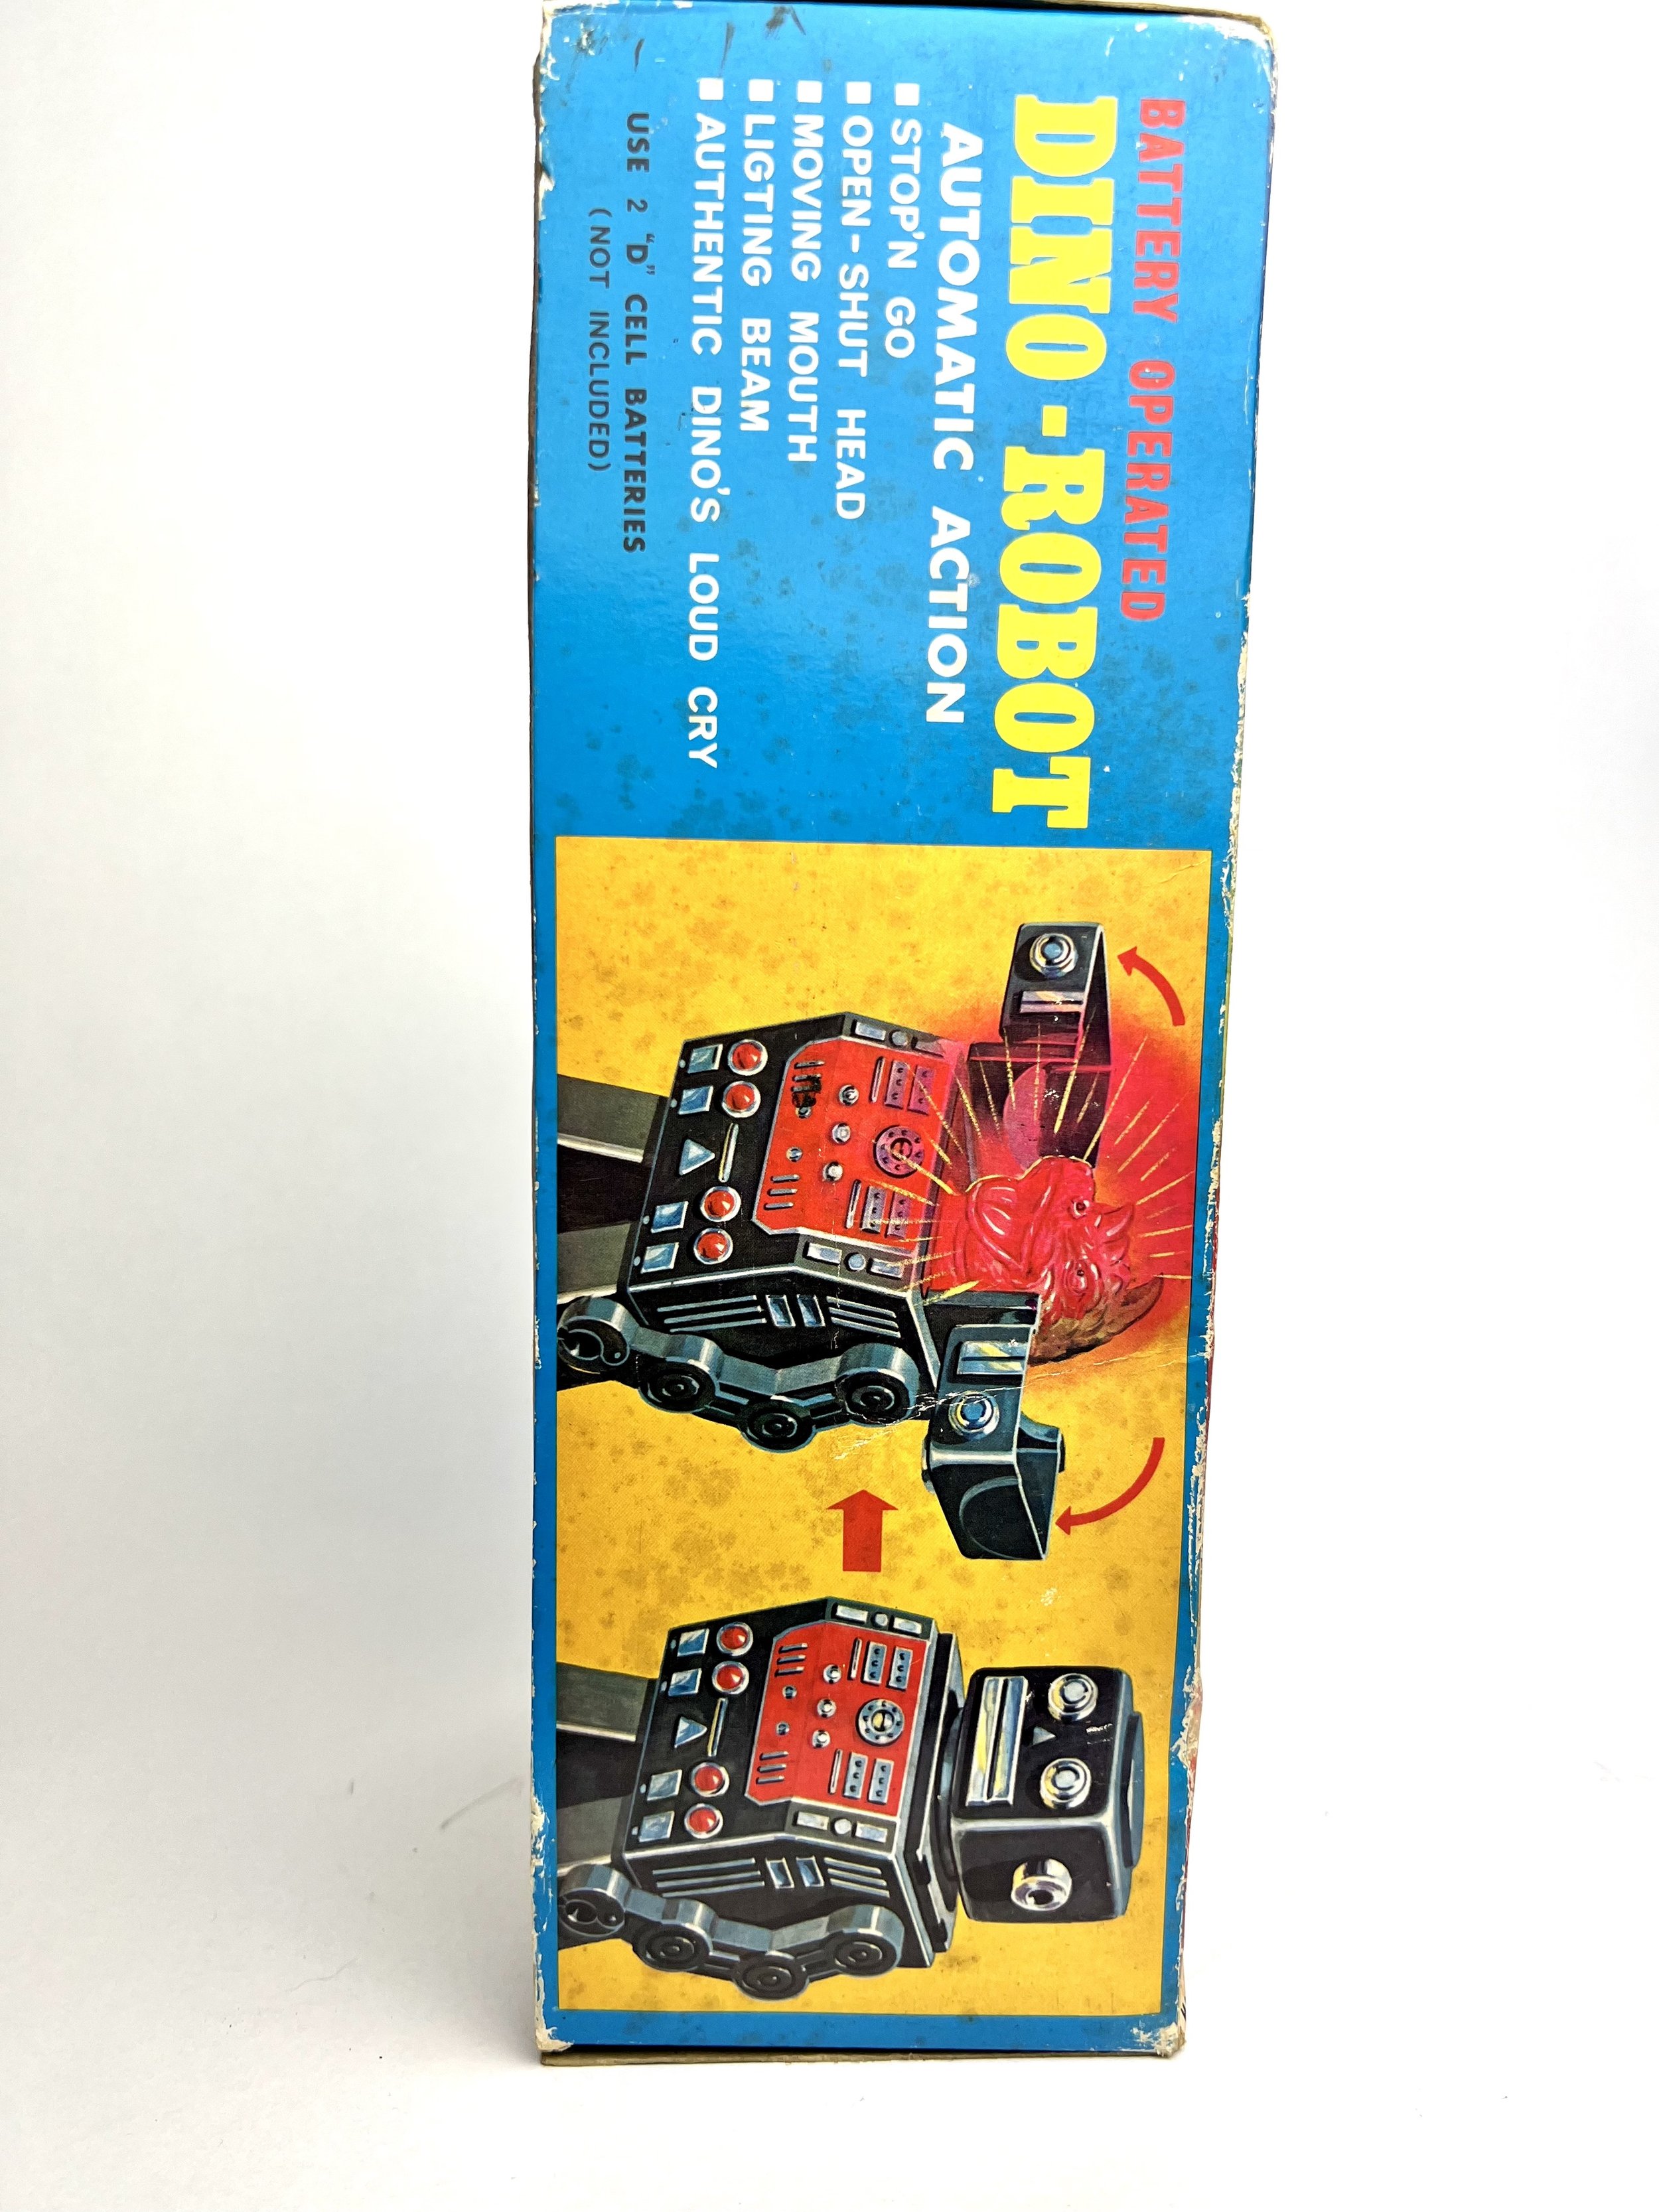 BATTERY OPERATED
DINO-ROBOT
AUTOMATIC ACTION
■ STOP'N GO
■ OPEN-SHUT HEAD
■ MOVING MOUTH
■ LIGTING BEAM
■ AUTHENTIC DINO'S LOUD CRY
USE 2 "D" CELL BATTERIES
(NOT INCLUDED)